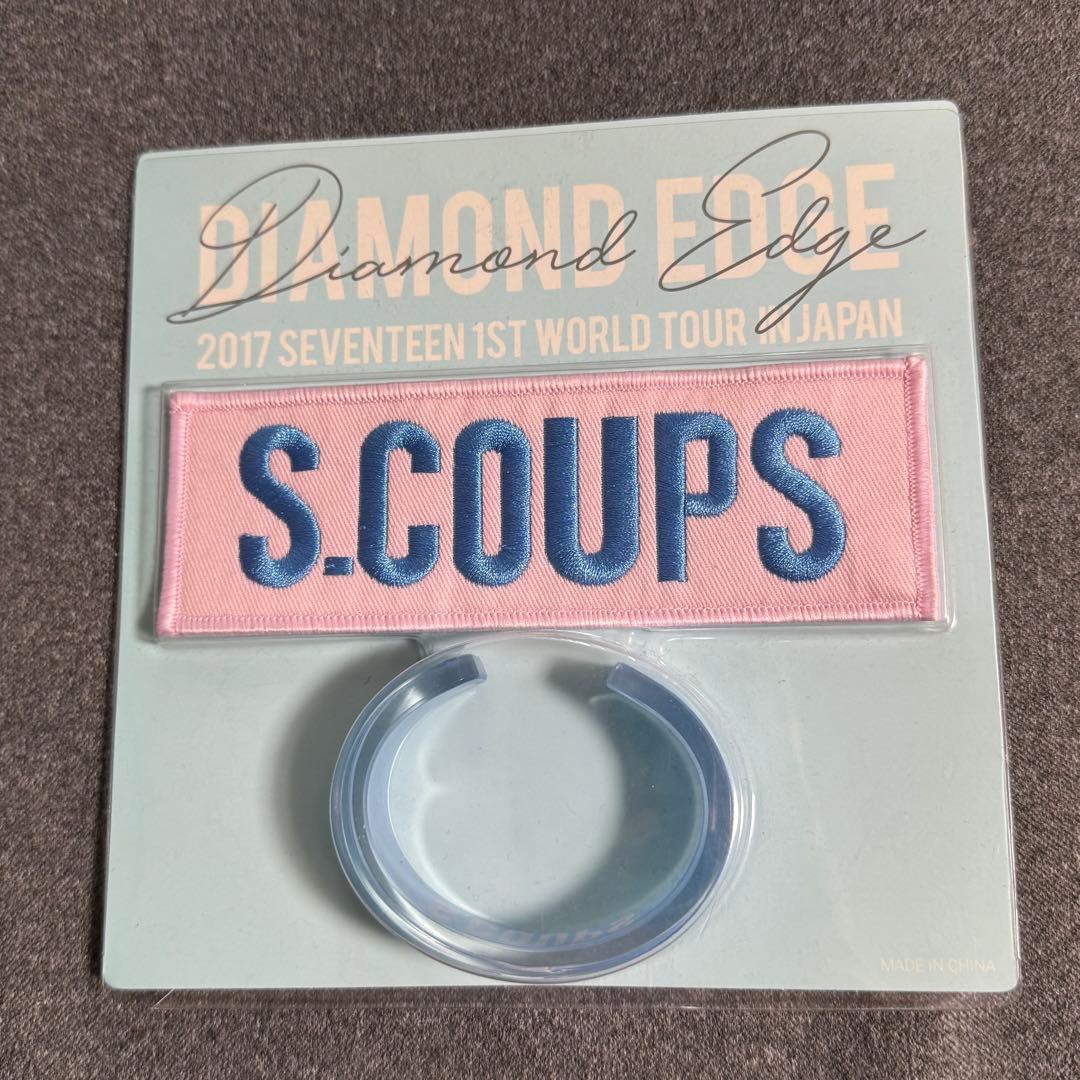 DIAMOND EDGE
Diamond Edge
2017 SEVENTEEN 1ST WORLD TOUR IN JAPAN
S.COUPS
MADE IN CHINA